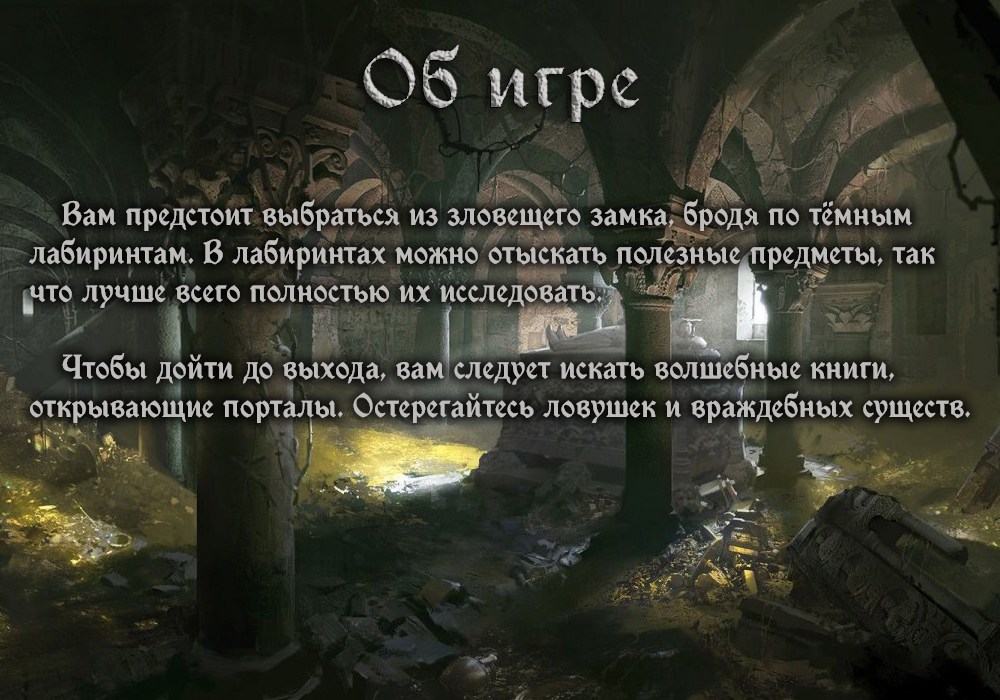 Об игре
Вам предстоит выбраться из зловещего замка, бродя по тёмным
лабиринтам. В лабиринтах можно отыскать полезные предметы, так
что лучше всего полностью их исследовать.
Чтобы дойти до выхода, вам следует искать волшебные книги,
открывающие порталы. Остерегайтесь ловушек и враждебных существ.